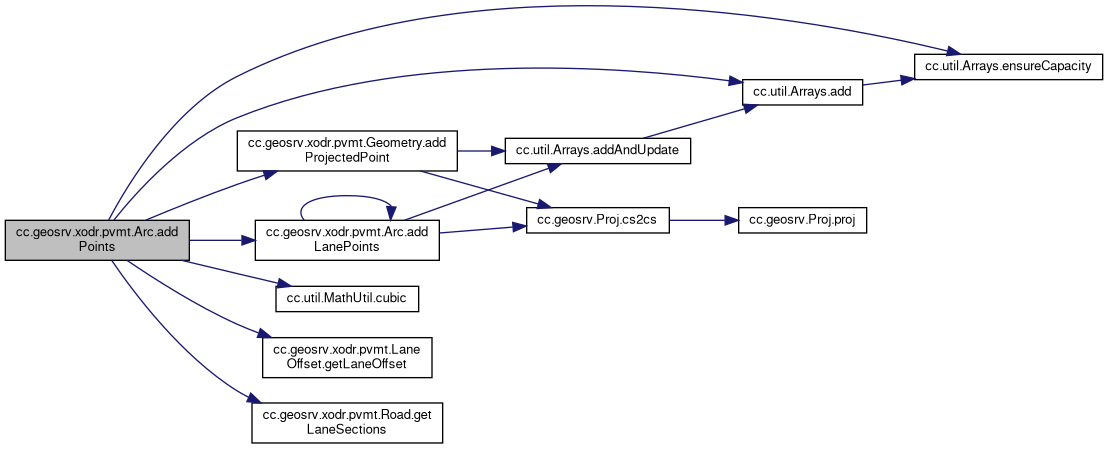 cc.util.Arrays.ensureCapacity
cc.util.Arrays.add
cc.geosrv.xodr.pvmt.Geometry.add
ProjectedPoint
cc.util.Arrays.addAndUpdate
cc.geosrv.xodr.pvmt.Arc.add
Points
cc.geosrv.xodr.pvmt.Arc.add
LanePoints
cc.geosrv.Proj.cs2cs
cc.geosrv.Proj.proj
cc.util.MathUtil.cubic
cc.geosrv.xodr.pvmt.Lane
Offset.getLaneOffset
cc.geosrv.xodr.pvmt.Road.get
LaneSections